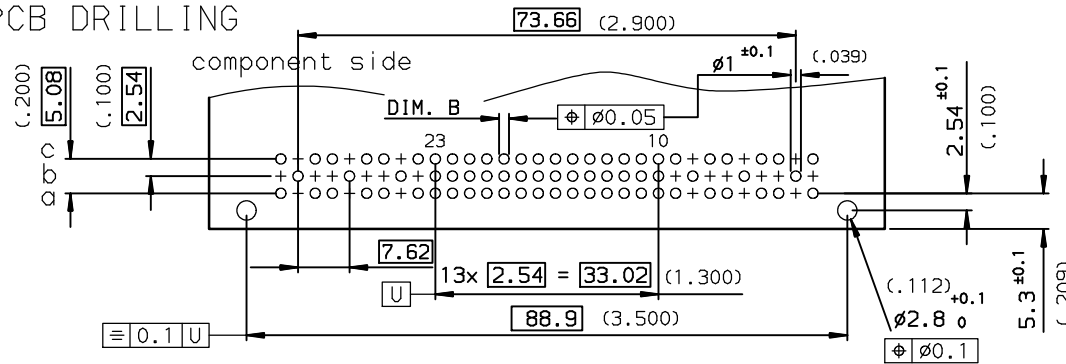 PCB DRILLING
73.66 (2.900)
component side
ø1 ±0.1 (.039)
(.200) 5.08
(.100) 2.54
DIM. B
⌖ ø0.05
2.54 ±0.1 (.100)
23 10
c
b
a
7.62
13x 2.54 = 33.02 (1.300)
U
88.9 (3.500)
⌯ 0.1 U
(.112)
ø2.8 +0.1 0
⌖ ø0.1
5.3 ±0.1 (.209)